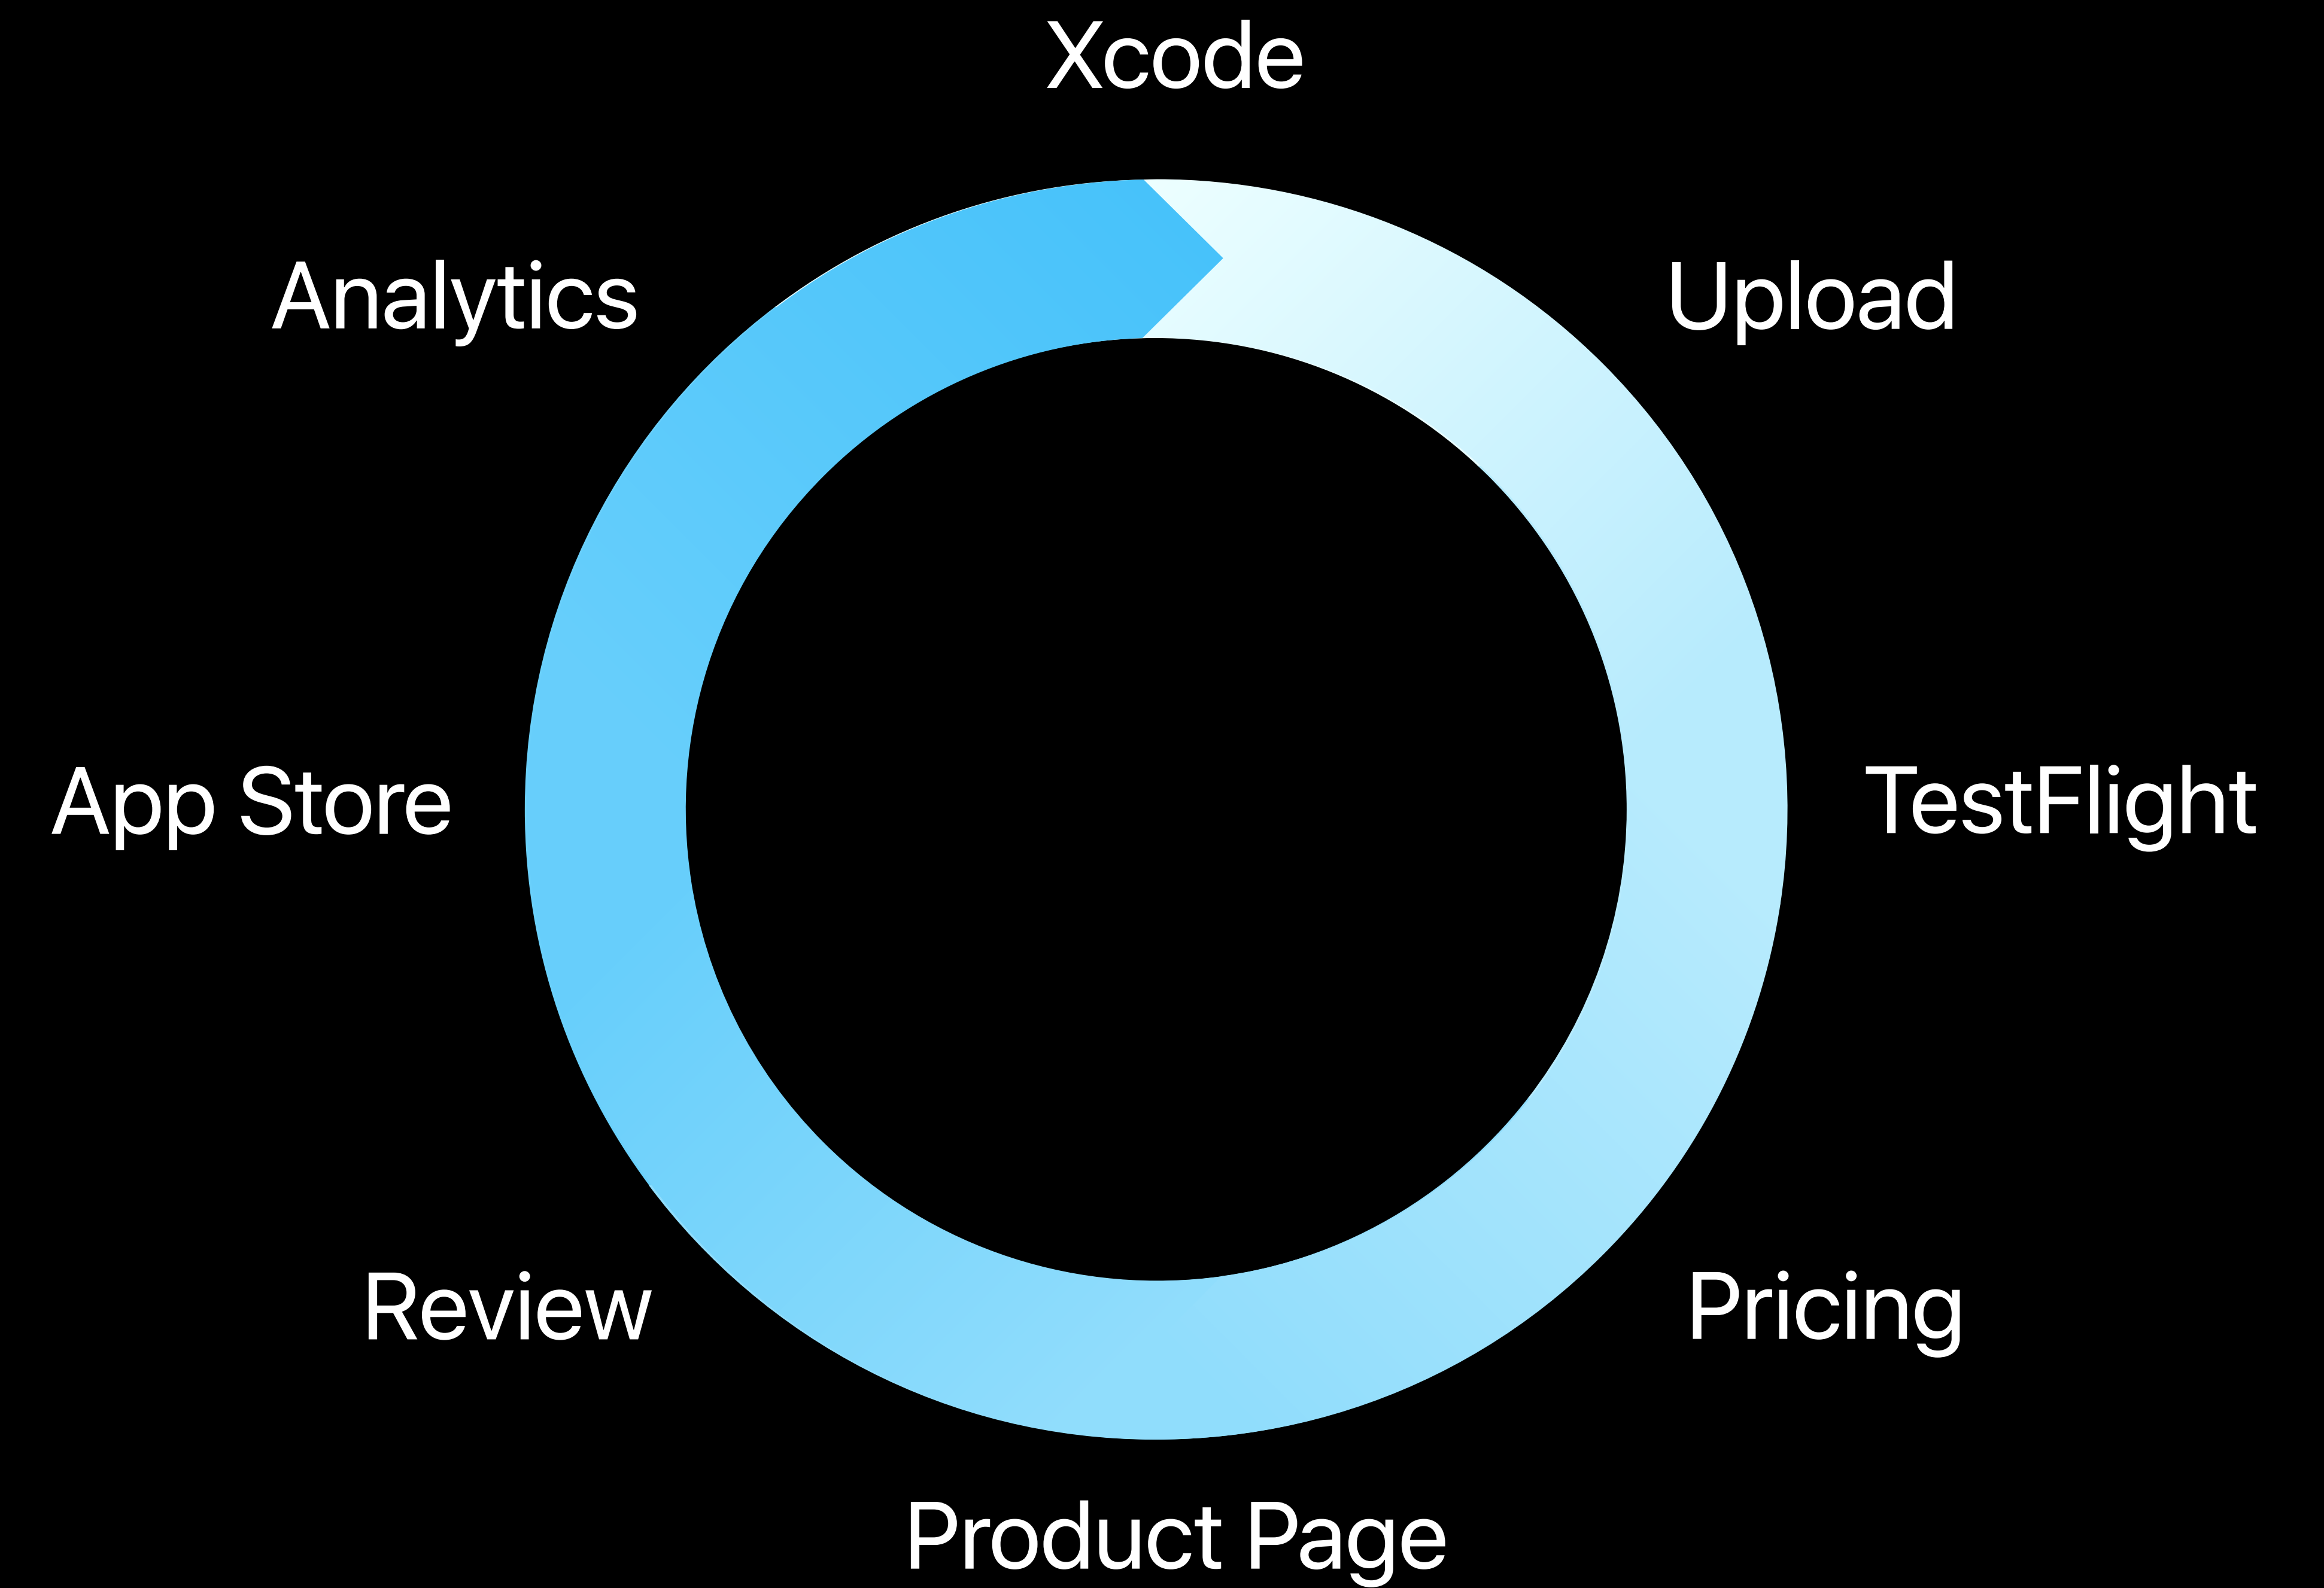 Xcode
Upload
TestFlight
Pricing
Product Page
Review
App Store
Analytics